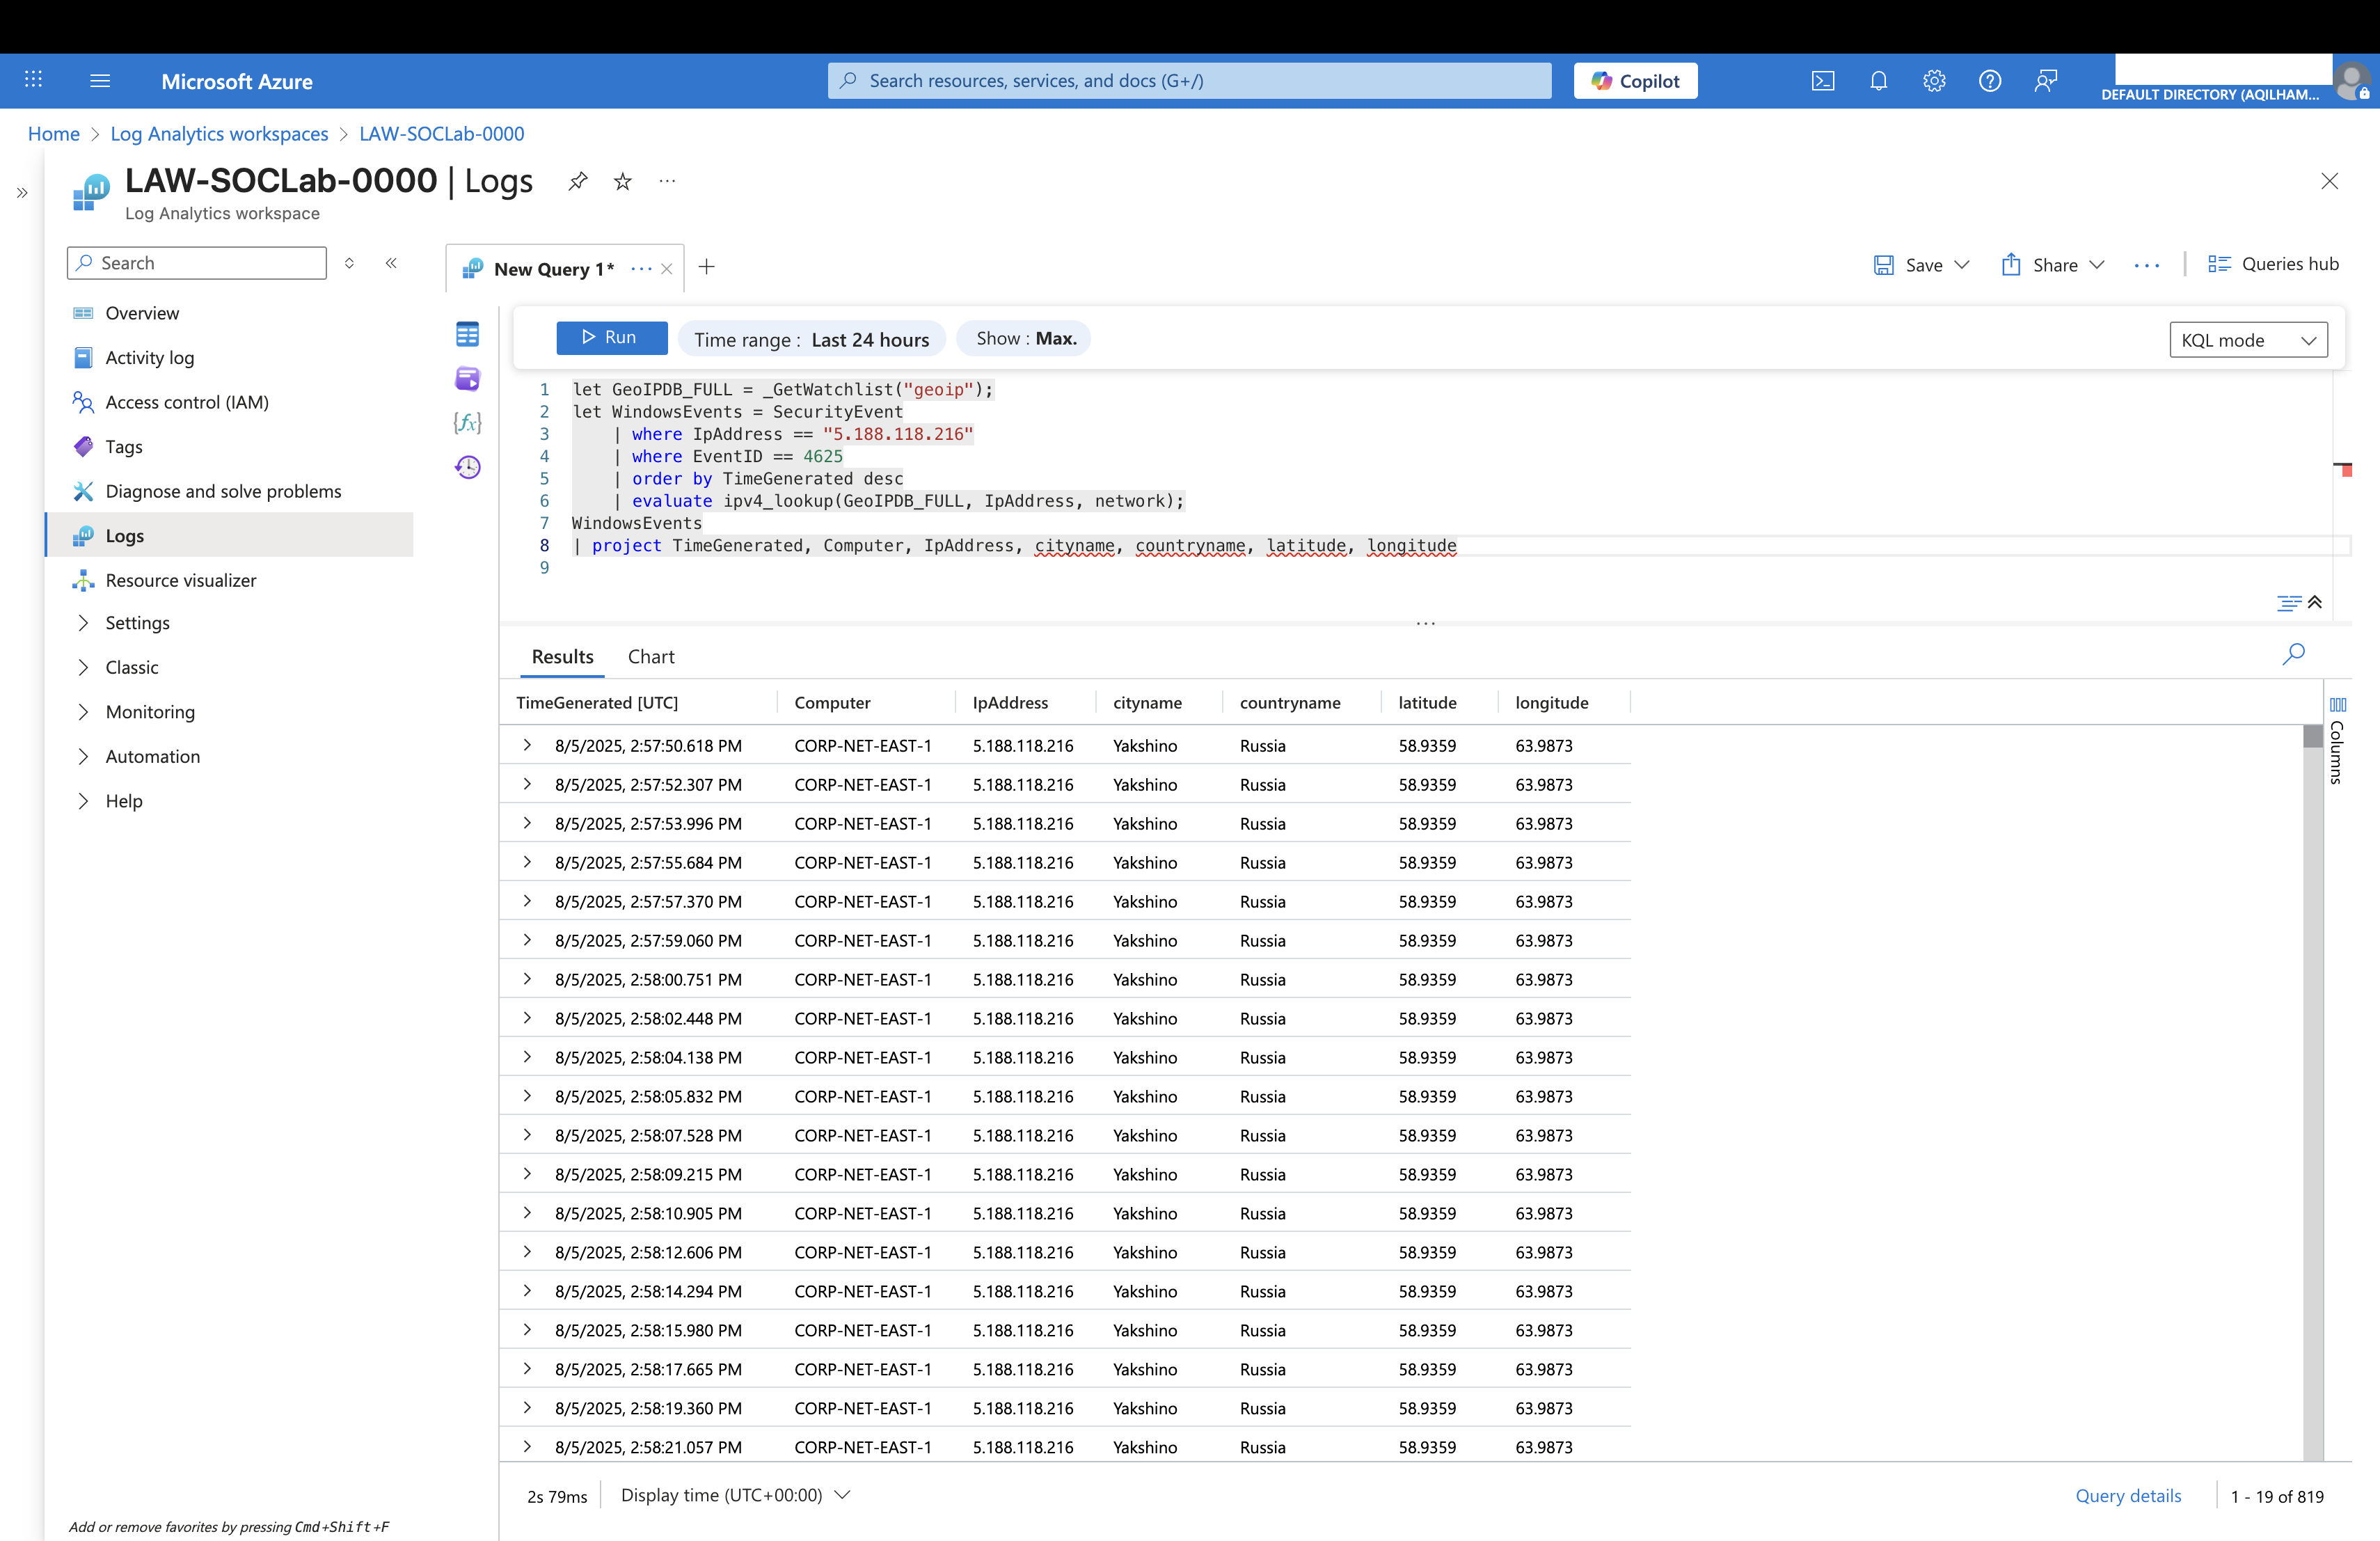 Microsoft Azure
Search resources, services, and docs (G+/)
Copilot
DEFAULT DIRECTORY (AQILHAM...
Home > Log Analytics workspaces > LAW-SOCLab-0000
LAW-SOCLab-0000 | Logs
Log Analytics workspace
Search
Overview
Activity log
Access control (IAM)
Tags
Diagnose and solve problems
Logs
Resource visualizer
Settings
Classic
Monitoring
Automation
Help
Add or remove favorites by pressing Cmd+Shift+F
New Query 1*
Save
Share
Queries hub
Run
Time range : Last 24 hours
Show : Max.
KQL mode
1 let GeoIPDB_FULL = _GetWatchlist("geoip");
2 let WindowsEvents = SecurityEvent
3 | where IpAddress == "5.188.118.216"
4 | where EventID == 4625
5 | order by TimeGenerated desc
6 | evaluate ipv4_lookup(GeoIPDB_FULL, IpAddress, network);
7 WindowsEvents
8 | project TimeGenerated, Computer, IpAddress, cityname, countryname, latitude, longitude
9
Results Chart
TimeGenerated [UTC] Computer IpAddress cityname countryname latitude longitude
8/5/2025, 2:57:50.618 PM CORP-NET-EAST-1 5.188.118.216 Yakshino Russia 58.9359 63.9873
8/5/2025, 2:57:52.307 PM CORP-NET-EAST-1 5.188.118.216 Yakshino Russia 58.9359 63.9873
8/5/2025, 2:57:53.996 PM CORP-NET-EAST-1 5.188.118.216 Yakshino Russia 58.9359 63.9873
8/5/2025, 2:57:55.684 PM CORP-NET-EAST-1 5.188.118.216 Yakshino Russia 58.9359 63.9873
8/5/2025, 2:57:57.370 PM CORP-NET-EAST-1 5.188.118.216 Yakshino Russia 58.9359 63.9873
8/5/2025, 2:57:59.060 PM CORP-NET-EAST-1 5.188.118.216 Yakshino Russia 58.9359 63.9873
8/5/2025, 2:58:00.751 PM CORP-NET-EAST-1 5.188.118.216 Yakshino Russia 58.9359 63.9873
8/5/2025, 2:58:02.448 PM CORP-NET-EAST-1 5.188.118.216 Yakshino Russia 58.9359 63.9873
8/5/2025, 2:58:04.138 PM CORP-NET-EAST-1 5.188.118.216 Yakshino Russia 58.9359 63.9873
8/5/2025, 2:58:05.832 PM CORP-NET-EAST-1 5.188.118.216 Yakshino Russia 58.9359 63.9873
8/5/2025, 2:58:07.528 PM CORP-NET-EAST-1 5.188.118.216 Yakshino Russia 58.9359 63.9873
8/5/2025, 2:58:09.215 PM CORP-NET-EAST-1 5.188.118.216 Yakshino Russia 58.9359 63.9873
8/5/2025, 2:58:10.905 PM CORP-NET-EAST-1 5.188.118.216 Yakshino Russia 58.9359 63.9873
8/5/2025, 2:58:12.606 PM CORP-NET-EAST-1 5.188.118.216 Yakshino Russia 58.9359 63.9873
8/5/2025, 2:58:14.294 PM CORP-NET-EAST-1 5.188.118.216 Yakshino Russia 58.9359 63.9873
8/5/2025, 2:58:15.980 PM CORP-NET-EAST-1 5.188.118.216 Yakshino Russia 58.9359 63.9873
8/5/2025, 2:58:17.665 PM CORP-NET-EAST-1 5.188.118.216 Yakshino Russia 58.9359 63.9873
8/5/2025, 2:58:19.360 PM CORP-NET-EAST-1 5.188.118.216 Yakshino Russia 58.9359 63.9873
8/5/2025, 2:58:21.057 PM CORP-NET-EAST-1 5.188.118.216 Yakshino Russia 58.9359 63.9873
Columns
2s 79ms
Display time (UTC+00:00)
Query details
1 - 19 of 819